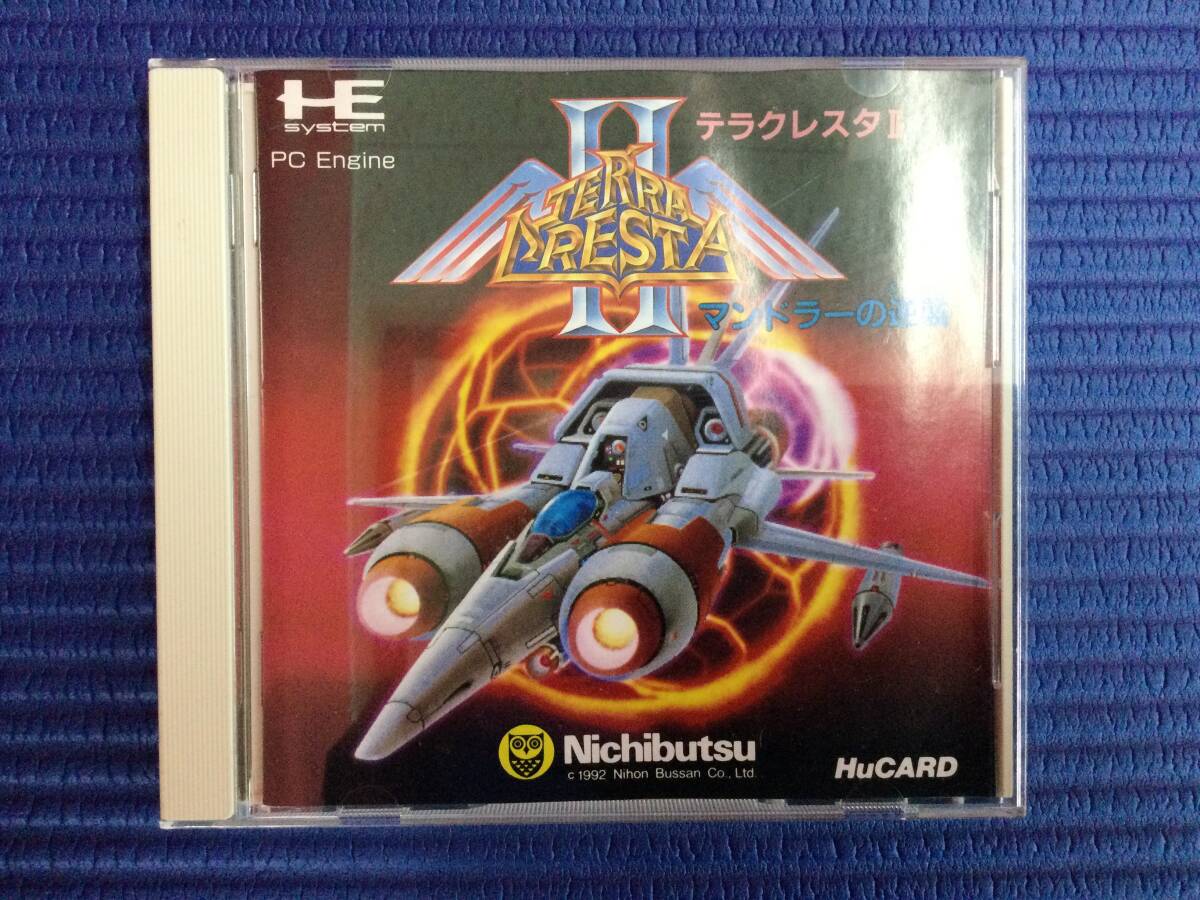 HE
system
PC Engine
II
テラクレスタII
TERRA
CRESTA
マンドラーの逆襲
Nichibutsu
c 1992 Nihon Bussan Co., Ltd.
HuCARD